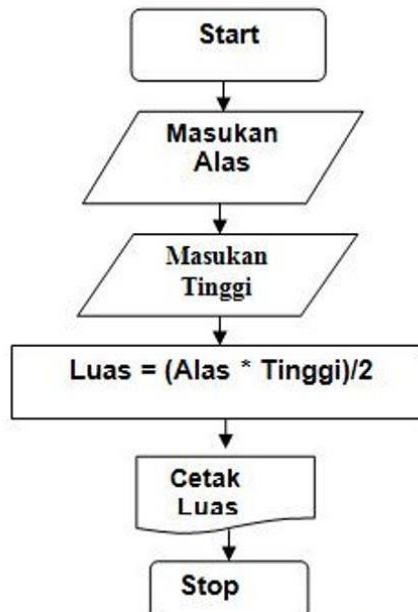 Start
Masukan
Alas
Masukan
Tinggi
Luas = (Alas * Tinggi)/2
Cetak
Luas
Stop